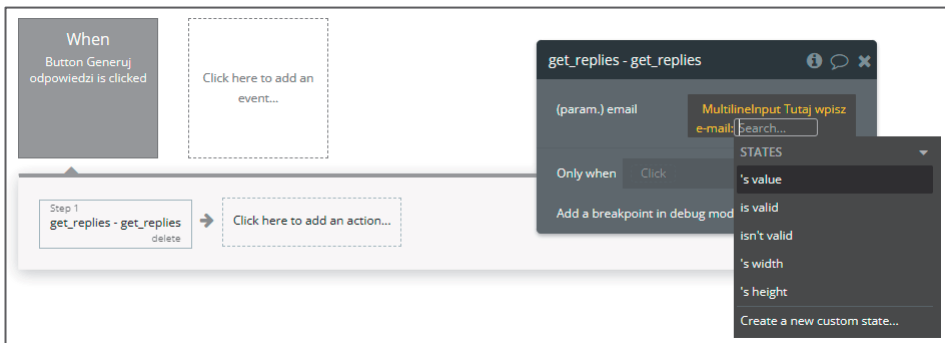 When
Button Generuj
odpowiedzi is clicked
Click here to add an
event...
Step 1
get_replies - get_replies
delete
Click here to add an action...
get_replies - get_replies
(param.) email
MultilineInput Tutaj wpisz
e-mail:
Search...
Only when
Click
Add a breakpoint in debug mod
STATES
's value
is valid
isn't valid
's width
's height
Create a new custom state...